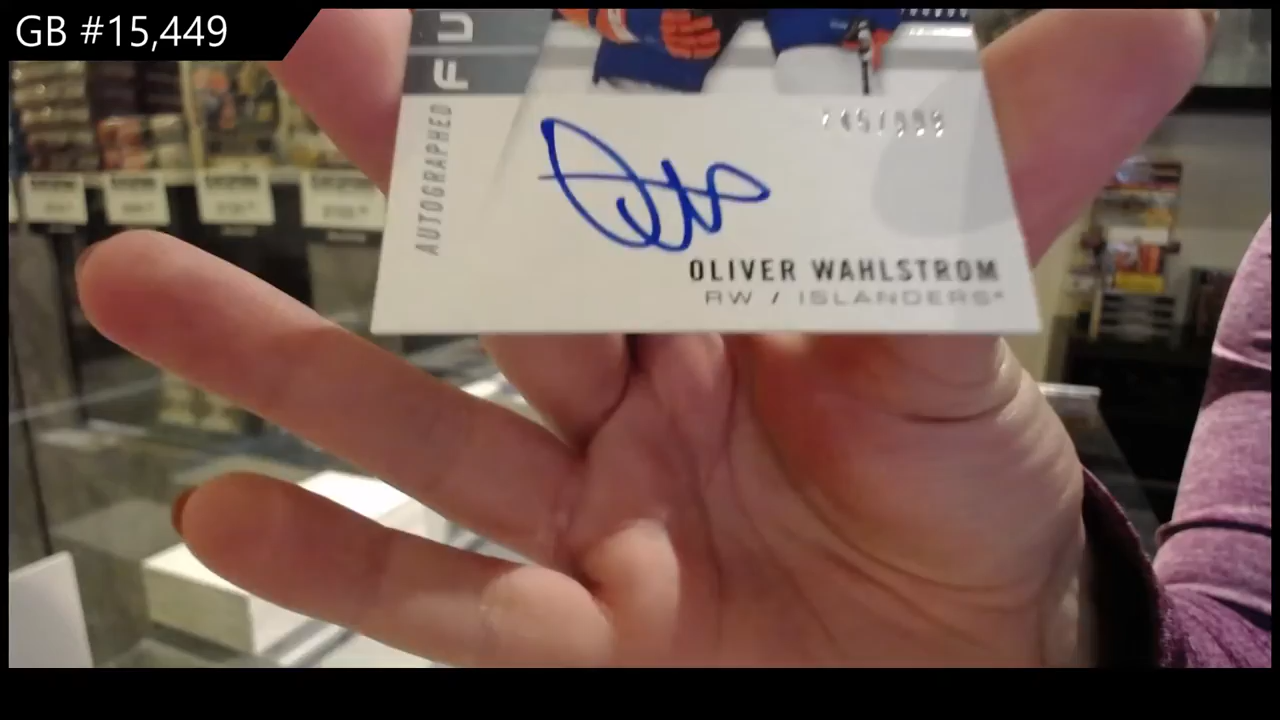 GB #15,449
FU
AUTOGRAPHED
OLIVER WAHLSTROM
RW / ISLANDERS